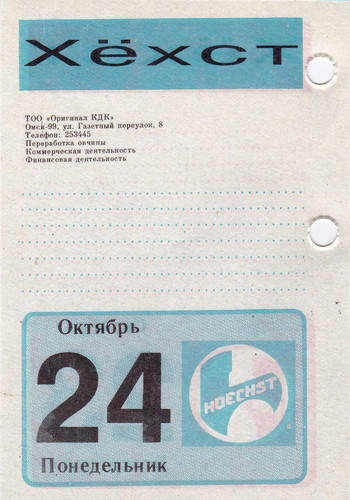 Хёхст
ТОО «Оригинал КДК»
Омск-99, ул. Газетный переулок, 8
Телефон: 253445
Переработка овчины
Коммерческая деятельность
Финансовая деятельность
Октябрь
24
HOECHST
Понедельник